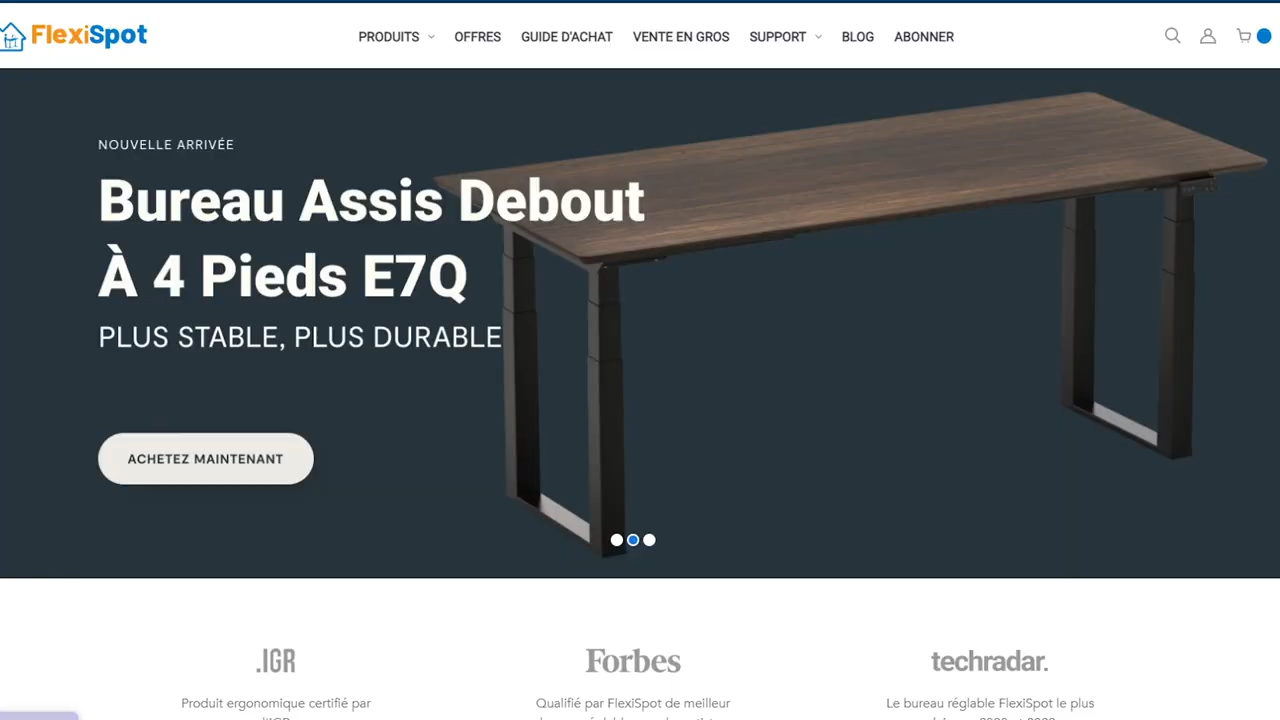 FlexiSpot
PRODUITS
OFFRES
GUIDE D'ACHAT
VENTE EN GROS
SUPPORT
BLOG
ABONNER
NOUVELLE ARRIVÉE
Bureau Assis Debout
À 4 Pieds E7Q
PLUS STABLE, PLUS DURABLE
ACHETEZ MAINTENANT
.IGR
Produit ergonomique certifié par
Forbes
Qualifié par FlexiSpot de meilleur
techradar.
Le bureau réglable FlexiSpot le plus